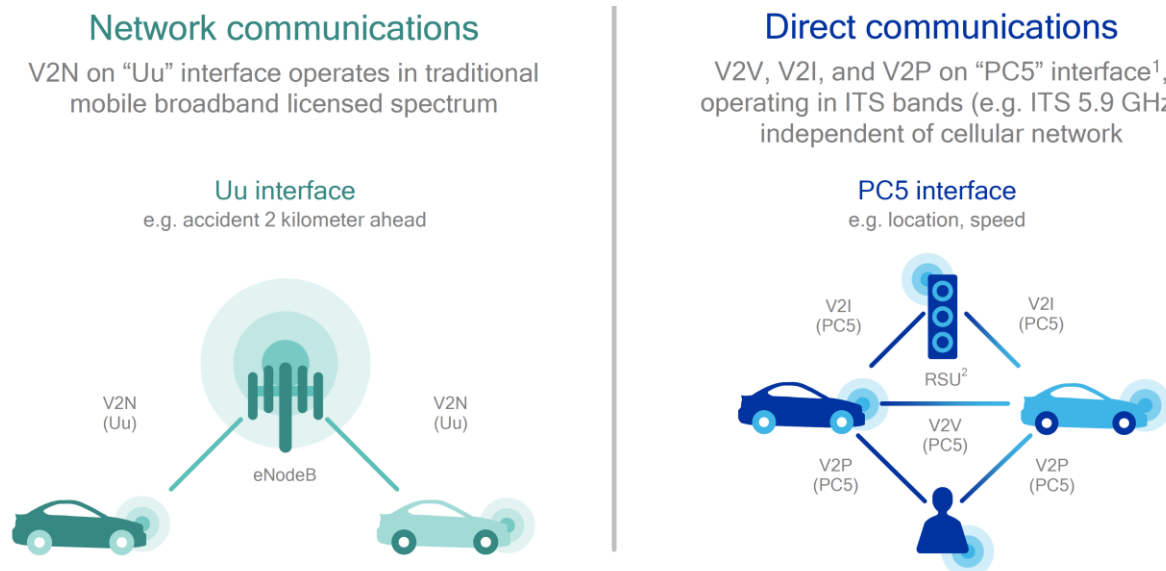 Network communications
V2N on “Uu” interface operates in traditional
mobile broadband licensed spectrum
Uu interface
e.g. accident 2 kilometer ahead
V2N
(Uu)
V2N
(Uu)
eNodeB
Direct communications
V2V, V2I, and V2P on “PC5” interface¹,
operating in ITS bands (e.g. ITS 5.9 GHz
independent of cellular network
PC5 interface
e.g. location, speed
V2I
(PC5)
V2I
(PC5)
RSU²
V2V
(PC5)
V2P
(PC5)
V2P
(PC5)